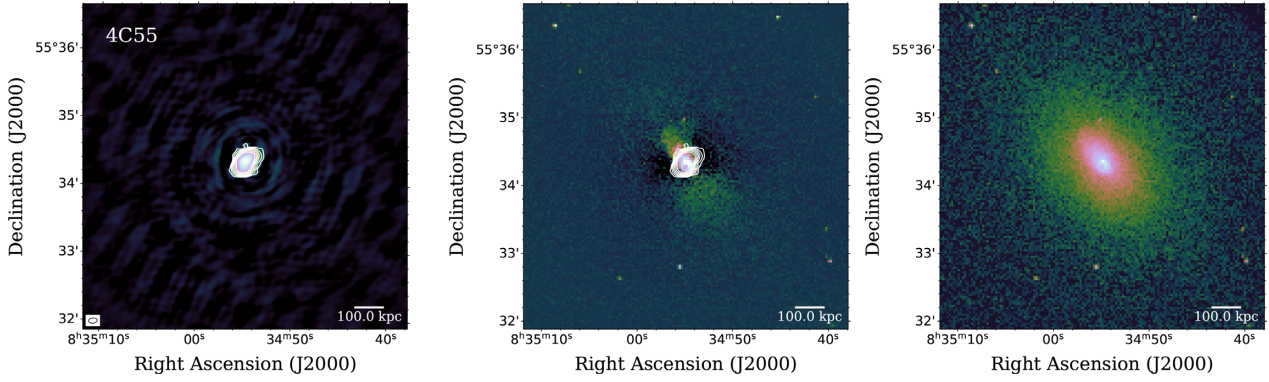 4C55
55°36'
35'
34'
33'
32'
8ʰ35ᵐ10ˢ
00ˢ
34ᵐ50ˢ
40ˢ
100.0 kpc
Right Ascension (J2000)
Declination (J2000)
55°36'
35'
34'
33'
32'
8ʰ35ᵐ10ˢ
00ˢ
34ᵐ50ˢ
40ˢ
100.0 kpc
Right Ascension (J2000)
Declination (J2000)
55°36'
35'
34'
33'
32'
8ʰ35ᵐ10ˢ
00ˢ
34ᵐ50ˢ
40ˢ
100.0 kpc
Right Ascension (J2000)
Declination (J2000)